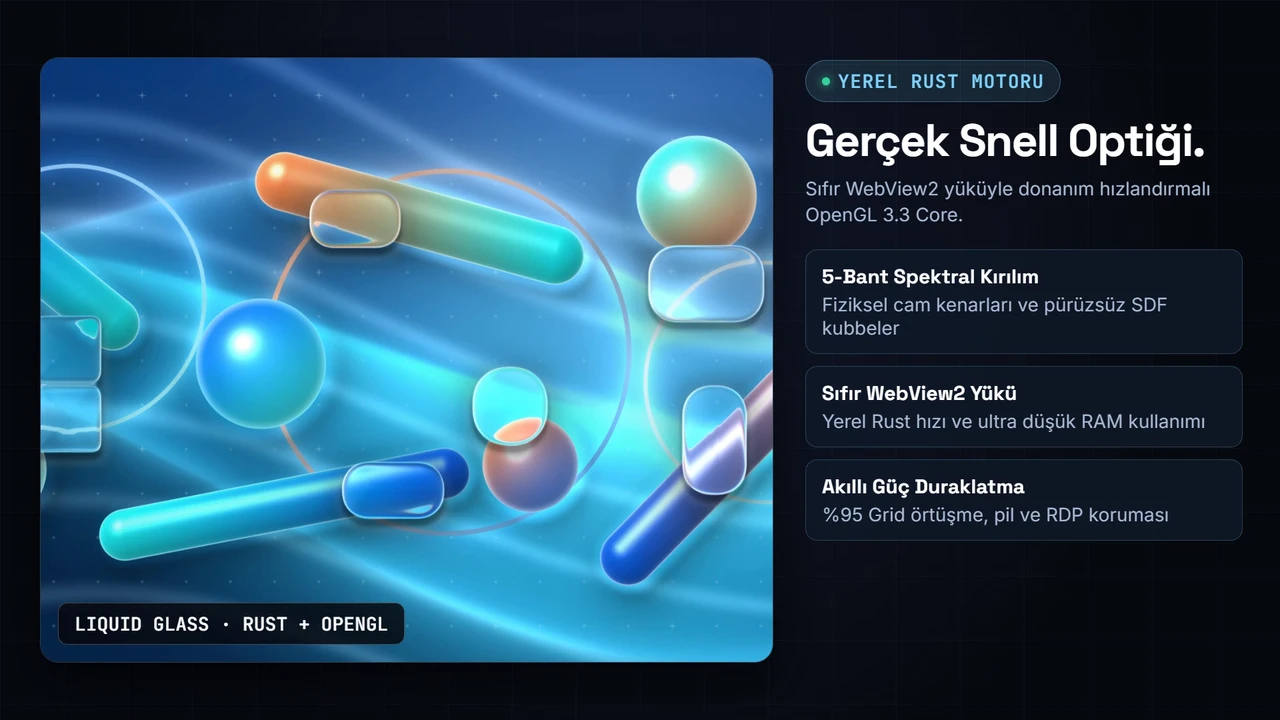 YEREL RUST MOTORU
Gerçek Snell Optiği.
Sıfır WebView2 yüküyle donanım hızlandırmalı
OpenGL 3.3 Core.
5-Bant Spektral Kırılım
Fiziksel cam kenarları ve pürüzsüz SDF
kubbeler
Sıfır WebView2 Yükü
Yerel Rust hızı ve ultra düşük RAM kullanımı
Akıllı Güç Duraklatma
%95 Grid örtüşme, pil ve RDP koruması
LIQUID GLASS · RUST + OPENGL